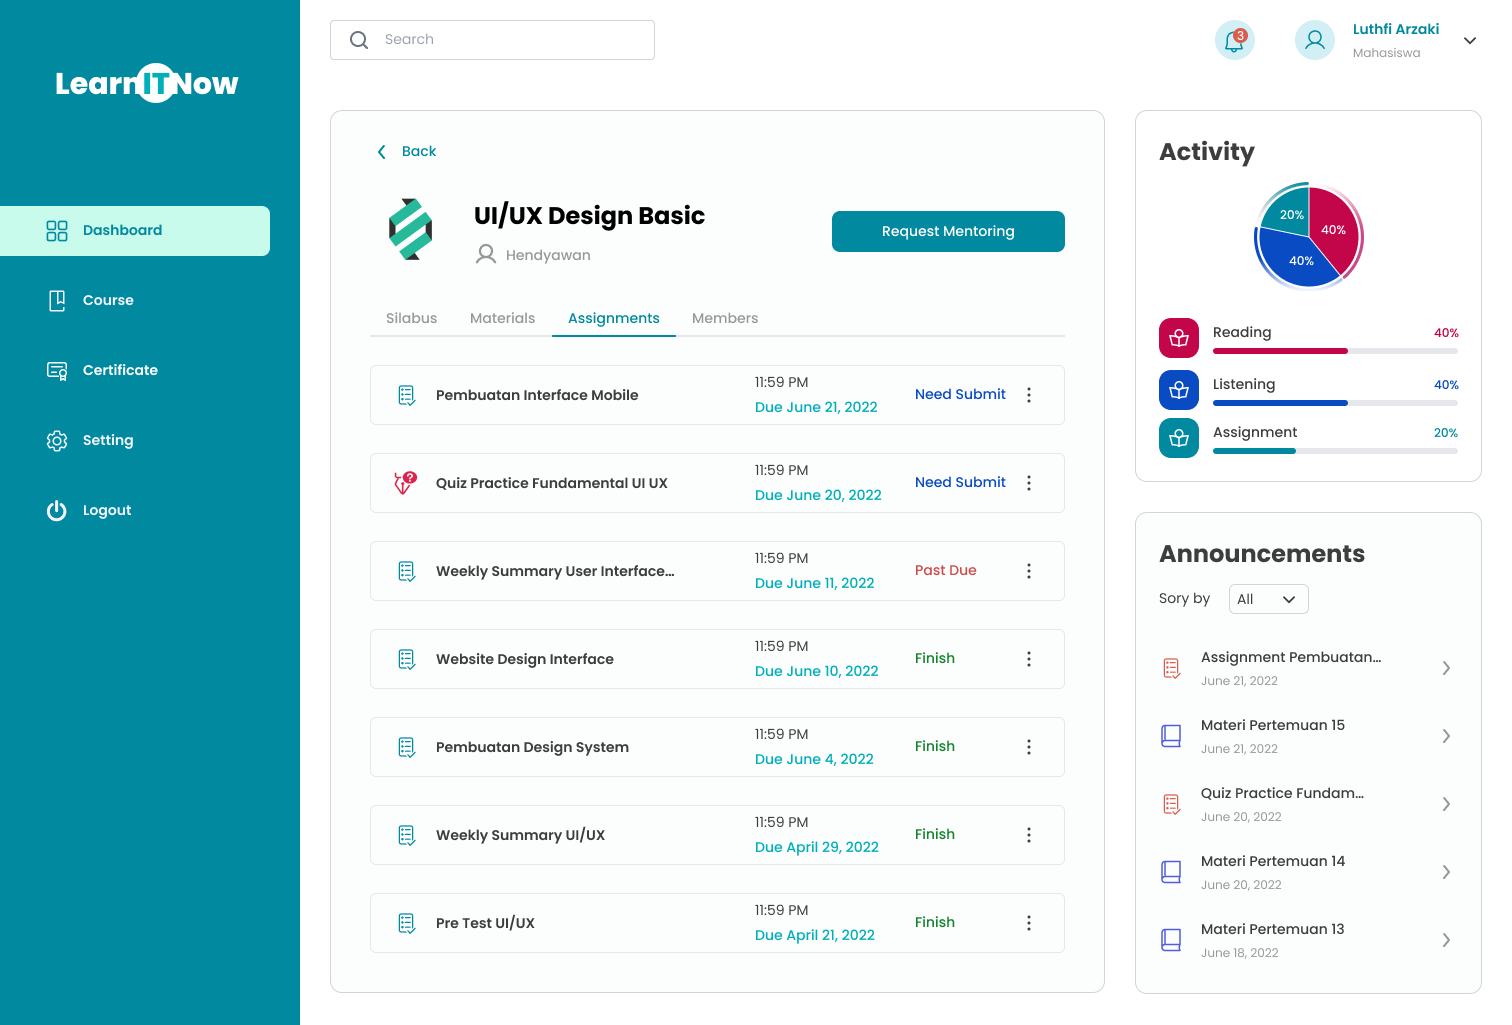 LearnITNow
Dashboard
Course
Certificate
Setting
Logout
Search
3
Luthfi Arzaki
Mahasiswa
Back
UI/UX Design Basic
Hendyawan
Request Mentoring
Silabus Materials Assignments Members
Pembuatan Interface Mobile
11:59 PM
Due June 21, 2022
Need Submit
?
Quiz Practice Fundamental UI UX
11:59 PM
Due June 20, 2022
Need Submit
Weekly Summary User Interface...
11:59 PM
Due June 11, 2022
Past Due
Website Design Interface
11:59 PM
Due June 10, 2022
Finish
Pembuatan Design System
11:59 PM
Due June 4, 2022
Finish
Weekly Summary UI/UX
11:59 PM
Due April 29, 2022
Finish
Pre Test UI/UX
11:59 PM
Due April 21, 2022
Finish
Activity
20%
40%
40%
Reading 40%
Listening 40%
Assignment 20%
Announcements
Sory by All
Assignment Pembuatan...
June 21, 2022
Materi Pertemuan 15
June 21, 2022
Quiz Practice Fundam...
June 20, 2022
Materi Pertemuan 14
June 20, 2022
Materi Pertemuan 13
June 18, 2022